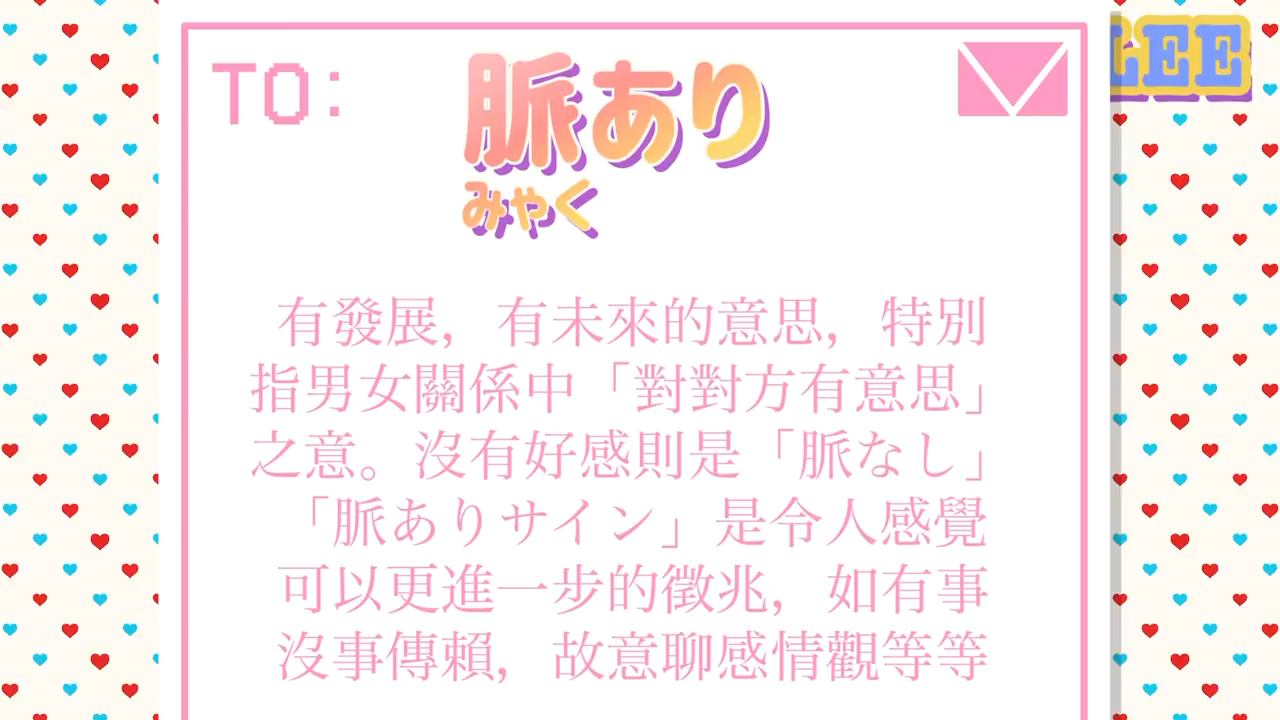 TO:
脈あり
みゃく
LEE
有發展，有未來的意思，特別
指男女關係中「對對方有意思」
之意。沒有好感則是「脈なし」
「脈ありサイン」是令人感覺
可以更進一步的徵兆，如有事
沒事傳賴，故意聊感情觀等等